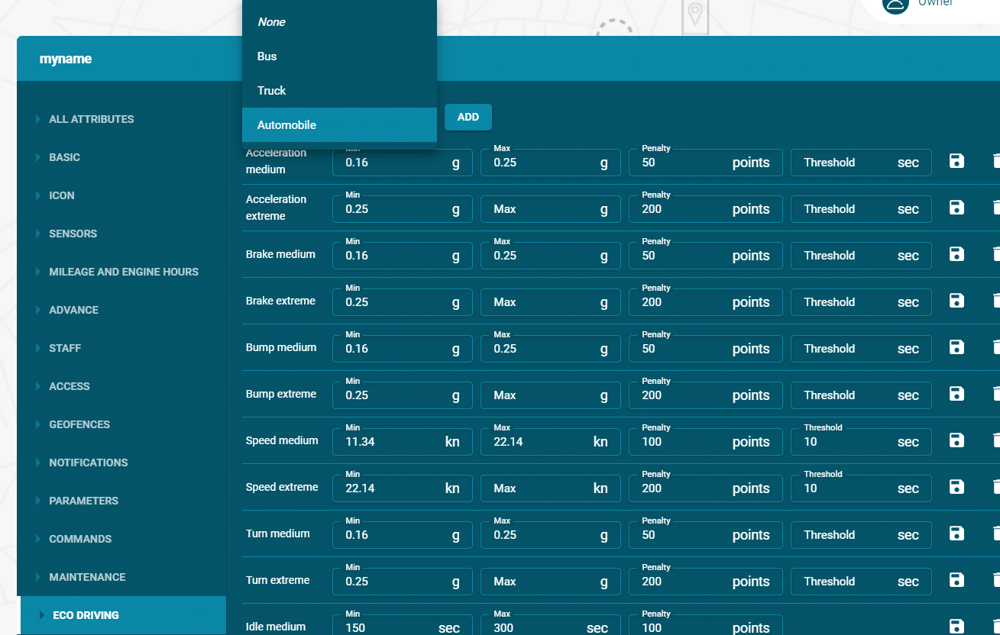 None
Owner
myname
Bus
Truck
Automobile
ADD
ALL ATTRIBUTES
BASIC
ICON
SENSORS
MILEAGE AND ENGINE HOURS
ADVANCE
STAFF
ACCESS
GEOFENCES
NOTIFICATIONS
PARAMETERS
COMMANDS
MAINTENANCE
ECO DRIVING
Acceleration medium Min 0.16 g Max 0.25 g Penalty 50 points Threshold sec
Acceleration extreme Min 0.25 g Max g Penalty 200 points Threshold sec
Brake medium Min 0.16 g Max 0.25 g Penalty 50 points Threshold sec
Brake extreme Min 0.25 g Max g Penalty 200 points Threshold sec
Bump medium Min 0.16 g Max 0.25 g Penalty 50 points Threshold sec
Bump extreme Min 0.25 g Max g Penalty 200 points Threshold sec
Speed medium Min 11.34 kn Max 22.14 kn Penalty 100 points Threshold 10 sec
Speed extreme Min 22.14 kn Max kn Penalty 200 points Threshold 10 sec
Turn medium Min 0.16 g Max 0.25 g Penalty 50 points Threshold sec
Turn extreme Min 0.25 g Max g Penalty 200 points Threshold sec
Idle medium Min 150 sec Max 300 sec Penalty 100 points